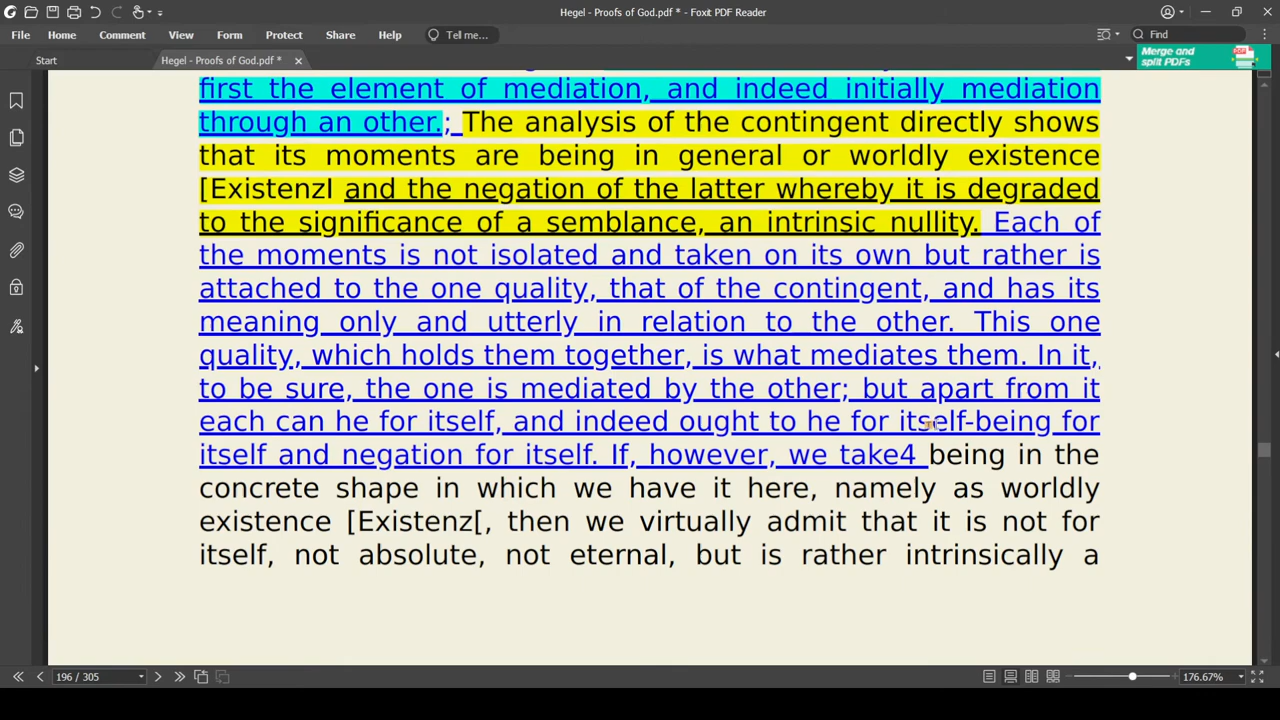 Hegel - Proofs of God.pdf * - Foxit PDF Reader
File Home Comment View Form Protect Share Help Tell me... Find
Start Hegel - Proofs of God.pdf * Merge and split PDFs
first the element of mediation, and indeed initially mediation
through an other.; The analysis of the contingent directly shows
that its moments are being in general or worldly existence
[ExistenzI and the negation of the latter whereby it is degraded
to the significance of a semblance, an intrinsic nullity. Each of
the moments is not isolated and taken on its own but rather is
attached to the one quality, that of the contingent, and has its
meaning only and utterly in relation to the other. This one
quality, which holds them together, is what mediates them. In it,
to be sure, the one is mediated by the other; but apart from it
each can he for itself, and indeed ought to he for itself-being for
itself and negation for itself. If, however, we take4 being in the
concrete shape in which we have it here, namely as worldly
existence [Existenz[, then we virtually admit that it is not for
itself, not absolute, not eternal, but is rather intrinsically a
196 / 305 176.67%